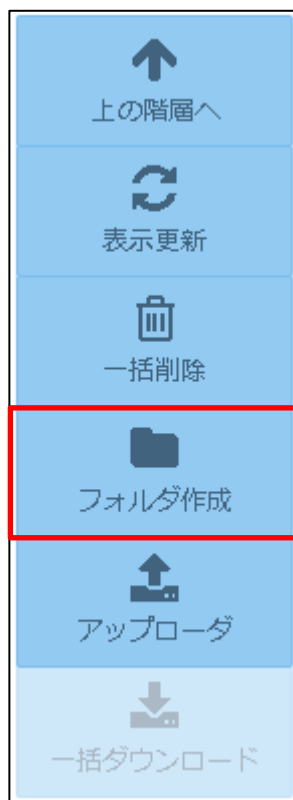 上の階層へ
表示更新
一括削除
フォルダ作成
アップローダ
一括ダウンロード